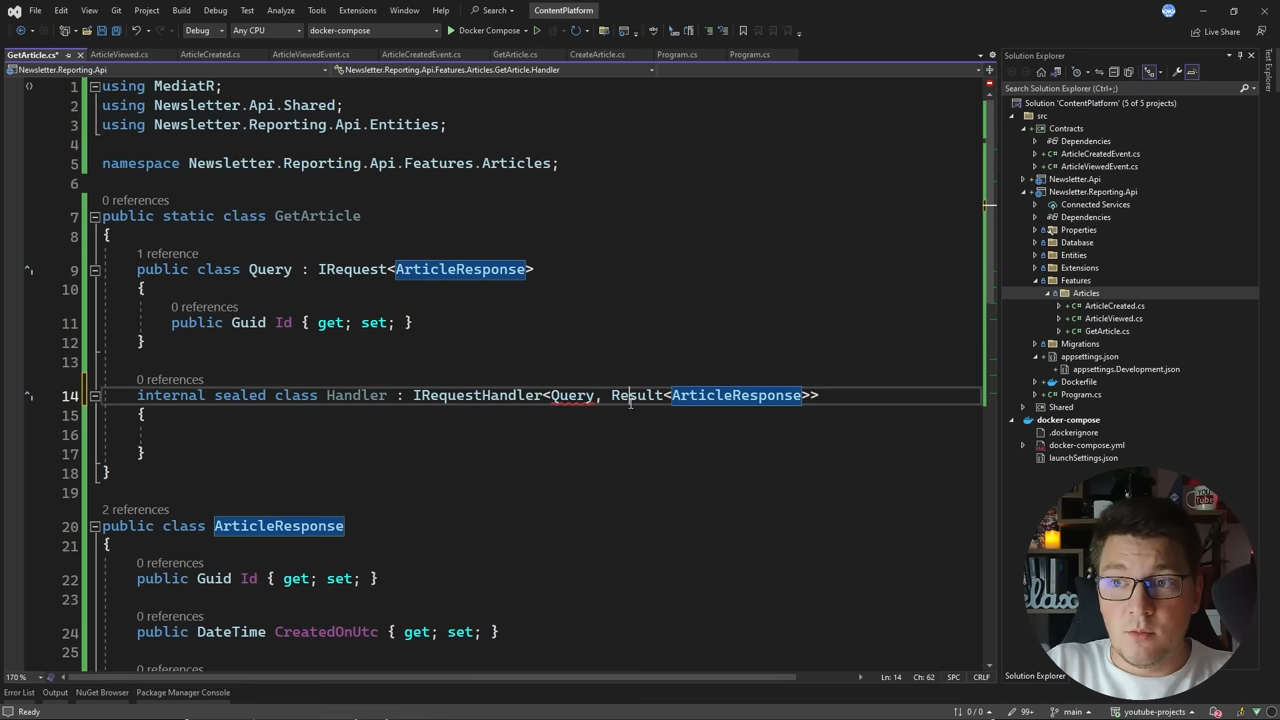 File Edit View Git Project Build Debug Test Analyze Tools Extensions Window Help Search ContentPlatform
Debug Any CPU docker-compose Docker Compose Live Share
GetArticle.cs* ArticleViewed.cs ArticleCreated.cs ArticleViewedEvent.cs ArticleCreatedEvent.cs GetArticle.cs CreateArticle.cs Program.cs Program.cs
Newsletter.Reporting.Api Newsletter.Reporting.Api.Features.Articles.GetArticle.Handler
1 using MediatR;
2 using Newsletter.Api.Shared;
3 using Newsletter.Reporting.Api.Entities;
4
5 namespace Newsletter.Reporting.Api.Features.Articles;
6
0 references
7 public static class GetArticle
8 {
1 reference
9 public class Query : IRequest<ArticleResponse>
10 {
0 references
11 public Guid Id { get; set; }
12 }
13
0 references
14 internal sealed class Handler : IRequestHandler<Query, Result<ArticleResponse>>
15 {
16
17 }
18 }
19
2 references
20 public class ArticleResponse
21 {
0 references
22 public Guid Id { get; set; }
23
0 references
24 public DateTime CreatedOnUtc { get; set; }
25
0 references
170 % Ln: 14 Ch: 62 SPC CRLF
Error List Output NuGet Browser Package Manager Console
Ready 0 / 0 99+ main youtube-projects 2
Solution Explorer
Search Solution Explorer (Ctrl+;)
Solution 'ContentPlatform' (5 of 5 projects)
src
Contracts
Dependencies
ArticleCreatedEvent.cs
ArticleViewedEvent.cs
Newsletter.Api
Newsletter.Reporting.Api
Connected Services
Dependencies
Properties
Database
Entities
Extensions
Features
Articles
ArticleCreated.cs
ArticleViewed.cs
GetArticle.cs
Migrations
appsettings.json
appsettings.Development.json
Dockerfile
Program.cs
Shared
docker-compose
.dockerignore
docker-compose.yml
launchSettings.json
Solution Explorer
Test Explorer